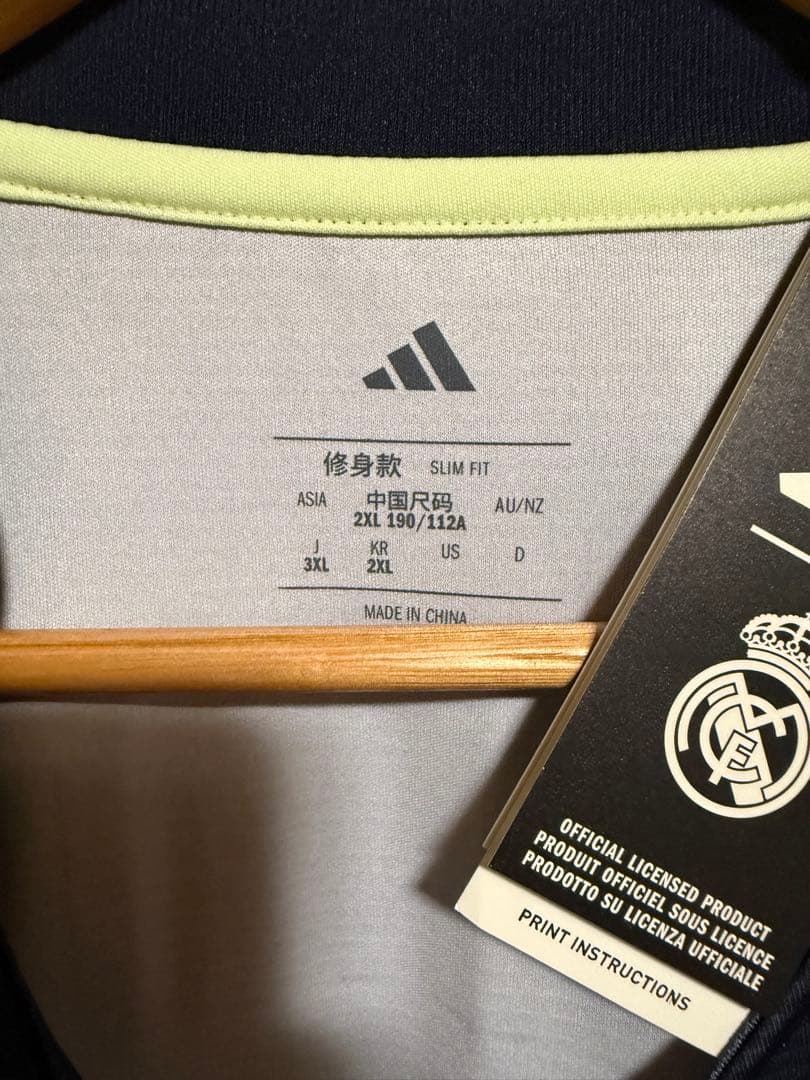 修身款 SLIM FIT
ASIA 中国尺码 AU/NZ
2XL 190/112A
J KR US D
3XL 2XL
MADE IN CHINA
OFFICIAL LICENSED PRODUCT
PRODUIT OFFICIEL SOUS LICENCE
PRODOTTO SU LICENZA UFFICIALE
PRINT INSTRUCTIONS